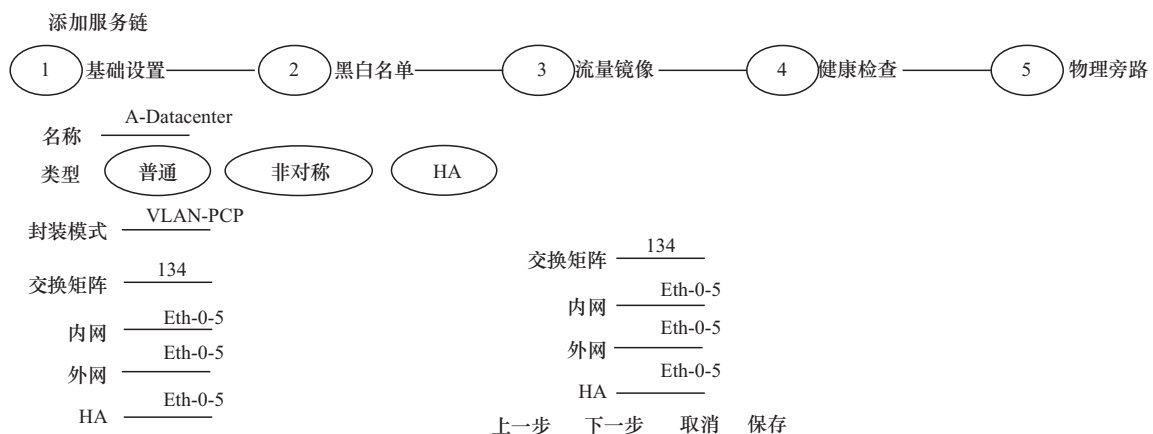 添加服务链
1 基础设置 2 黑白名单 3 流量镜像 4 健康检查 5 物理旁路
名称 A-Datacenter
类型 普通 非对称 HA
封装模式 VLAN-PCP
交换矩阵 134
内网 Eth-0-5
外网 Eth-0-5
HA Eth-0-5
交换矩阵 134
内网 Eth-0-5
外网 Eth-0-5
HA Eth-0-5
上一步 下一步 取消 保存